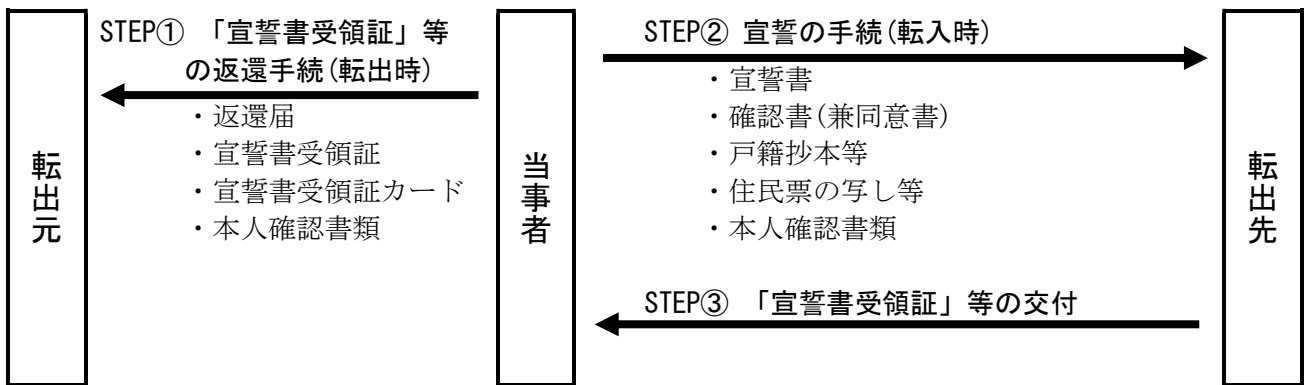 転出元
STEP① 「宣誓書受領証」等
の返還手続(転出時)
・返還届
・宣誓書受領証
・宣誓書受領証カード
・本人確認書類
当事者
STEP② 宣誓の手続(転入時)
・宣誓書
・確認書(兼同意書)
・戸籍抄本等
・住民票の写し等
・本人確認書類
STEP③ 「宣誓書受領証」等の交付
転出先